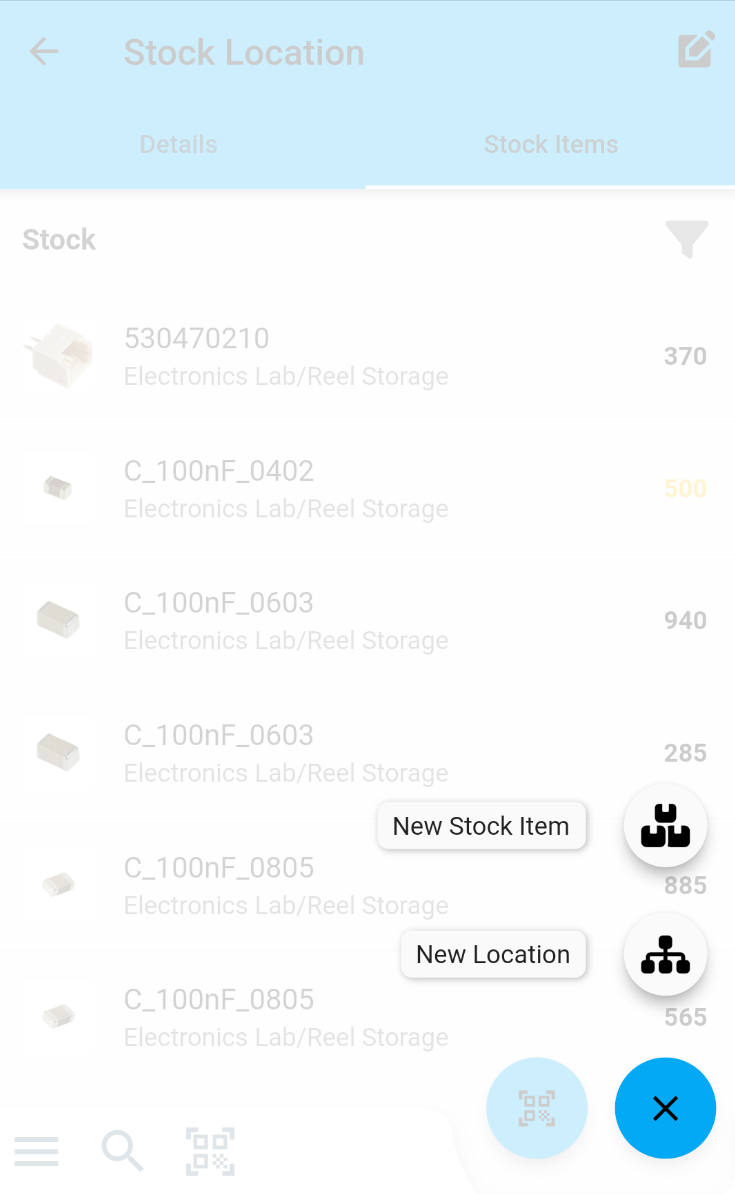 Stock Location
Details
Stock Items
Stock
530470210
Electronics Lab/Reel Storage
370
C_100nF_0402
Electronics Lab/Reel Storage
500
C_100nF_0603
Electronics Lab/Reel Storage
940
C_100nF_0603
Electronics Lab/Reel Storage
285
New Stock Item
C_100nF_0805
Electronics Lab/Reel Storage
885
New Location
C_100nF_0805
Electronics Lab/Reel Storage
565